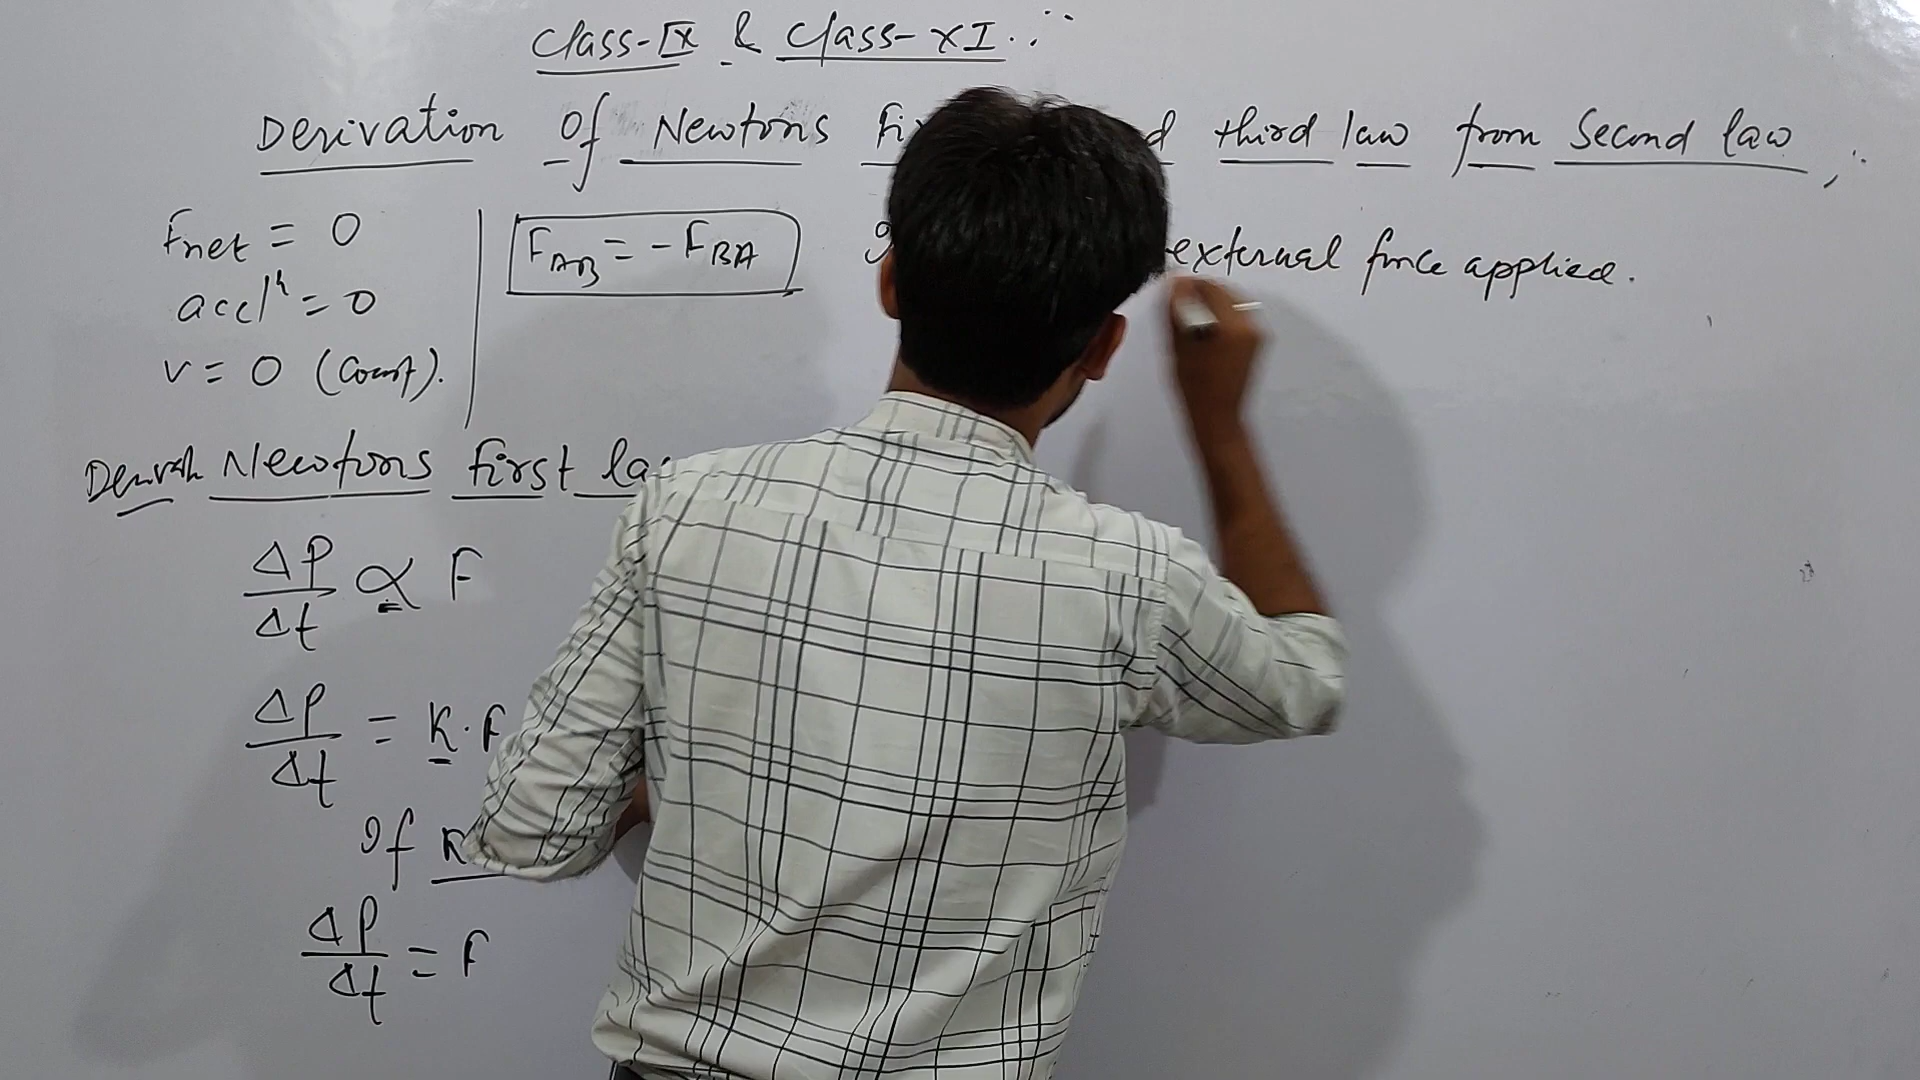 Class-IX & Class-XI.
Derivation Of Newtons third law from Second law
Fnet = 0
accl^n = 0
v = 0 (Const).
F_AB = -F_BA
external force applied.
Newtons first
ΔP/Δt ∝ F
ΔP/Δt = K.F
If K
ΔP/Δt = F